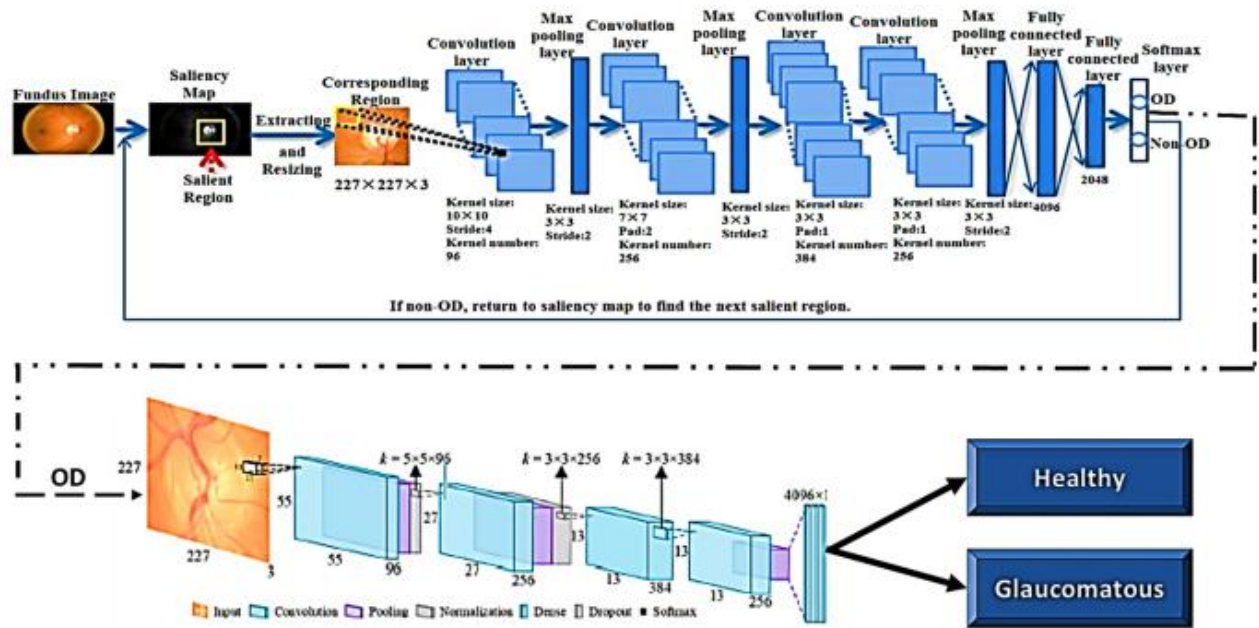 Fundus Image
Saliency
Map
Salient
Region
Extracting
and
Resizing
Corresponding
Region
227×227×3
Convolution
layer
Kernel size:
10×10
Stride:4
Kernel number:
96
Max
pooling
layer
Kernel size:
3×3
Stride:2
Convolution
layer
Kernel size:
7×7
Pad:2
Kernel number:
256
Max
pooling
layer
Kernel size:
3×3
Stride:2
Convolution
layer
Kernel size:
3×3
Pad:1
Kernel number:
384
Convolution
layer
Kernel size:
3×3
Pad:1
Kernel number:
256
Max
pooling
layer
Kernel size:
3×3
Stride:2
Fully
connected
layer
4096
Fully
connected
layer
2048
Softmax
layer
OD
Non-OD
If non-OD, return to saliency map to find the next salient region.
OD
227
227
3
55
55
96
k = 5×5×96
27
27
256
k = 3×3×256
13
13
384
k = 3×3×384
13
13
256
4096×
Healthy
Glaucomatous
Input Convolution Pooling Normalization Dense Dropout Softmax